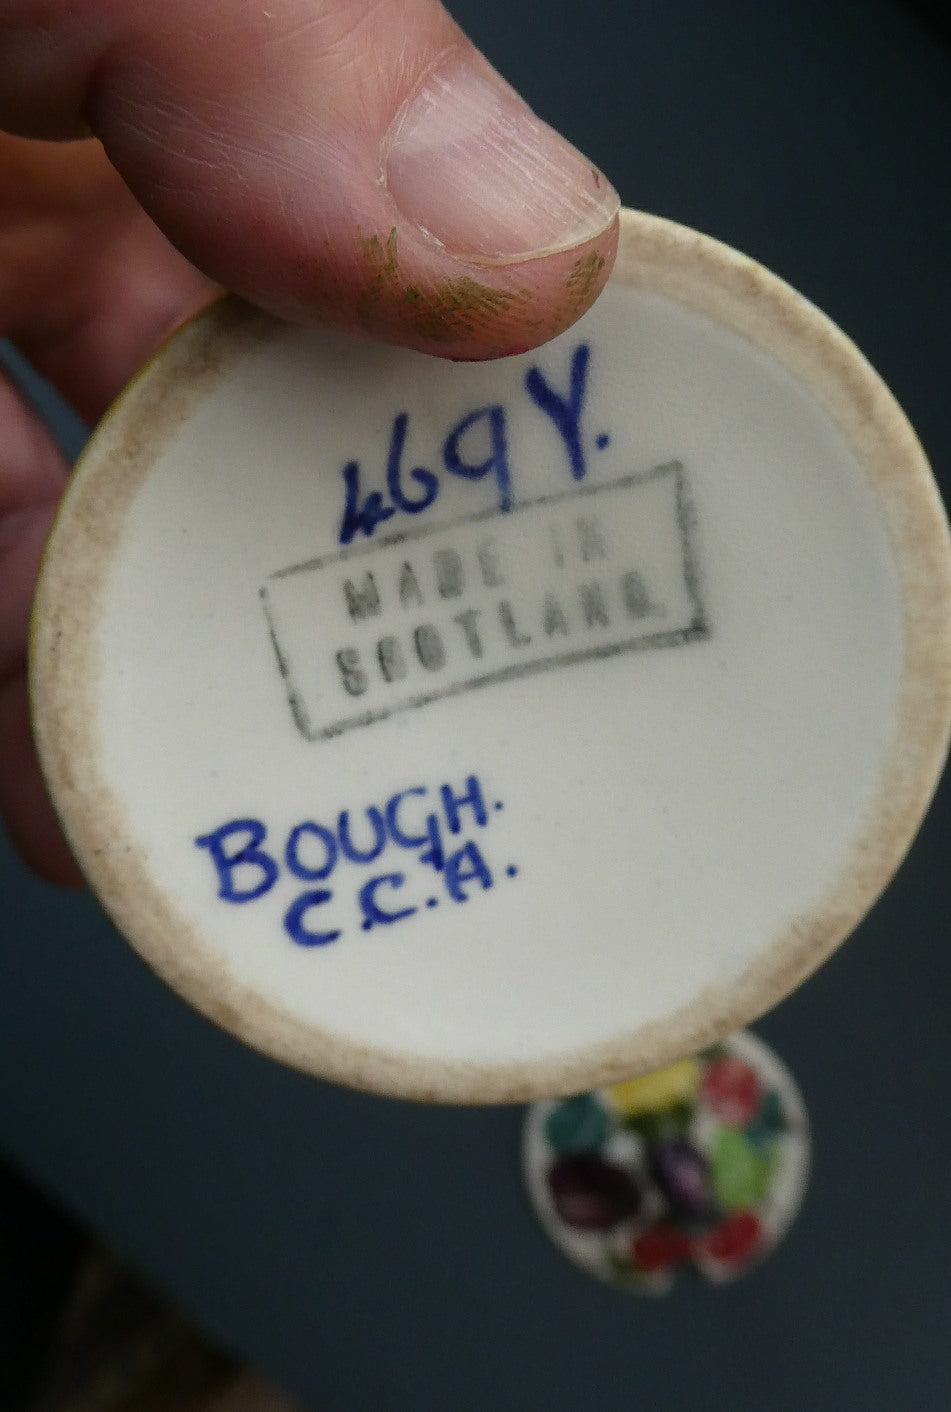 469Y.
MADE IN
SCOTLAND.
BOUGH.
C.C.A.